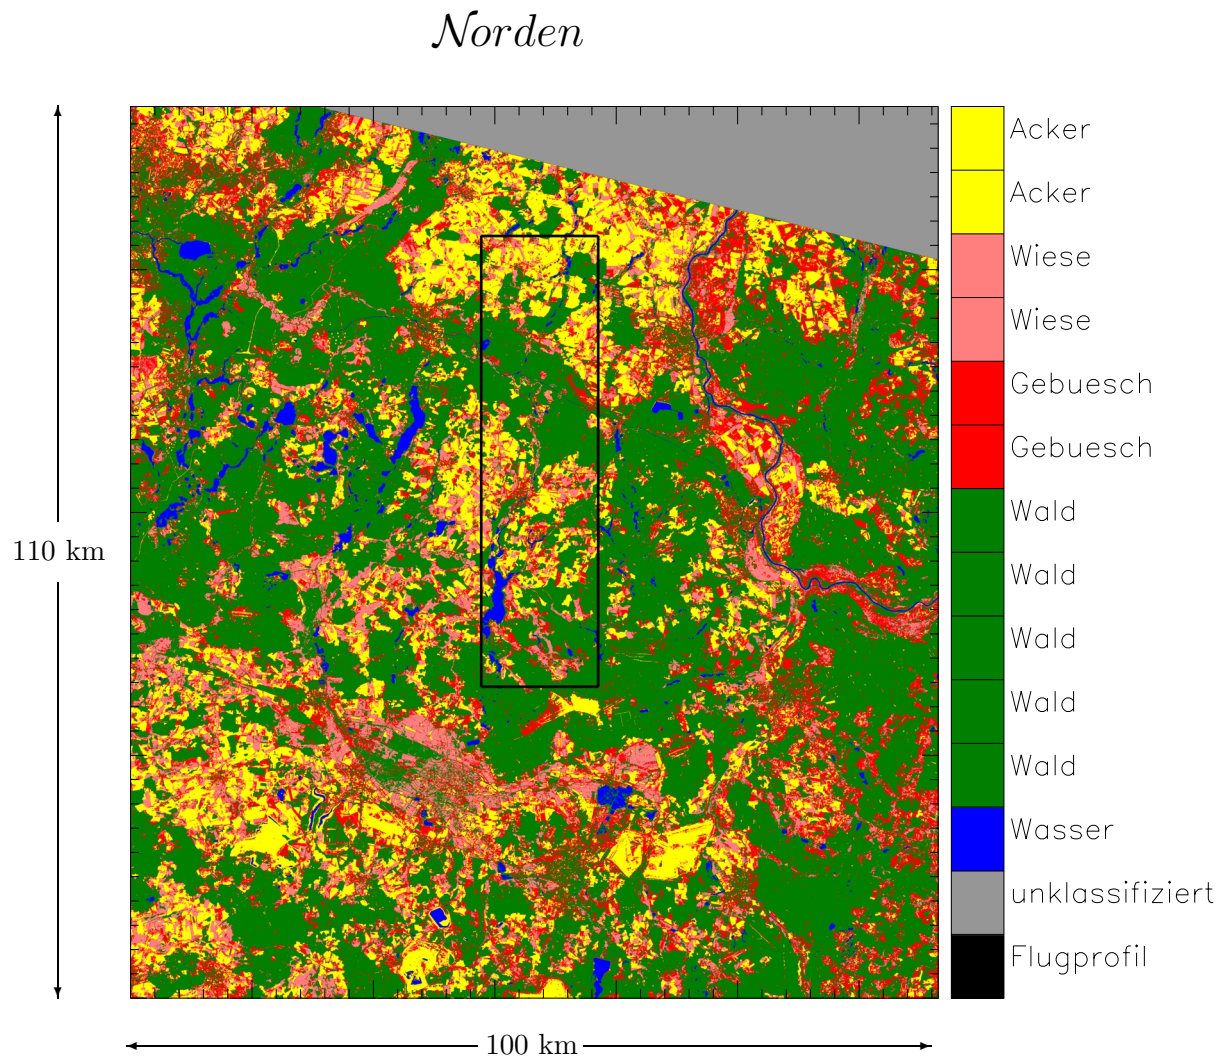 Norden
Acker
Acker
Wiese
Wiese
Gebuesch
Gebuesch
Wald
Wald
Wald
Wald
Wald
Wasser
unklassifiziert
Flugprofil
110 km
100 km